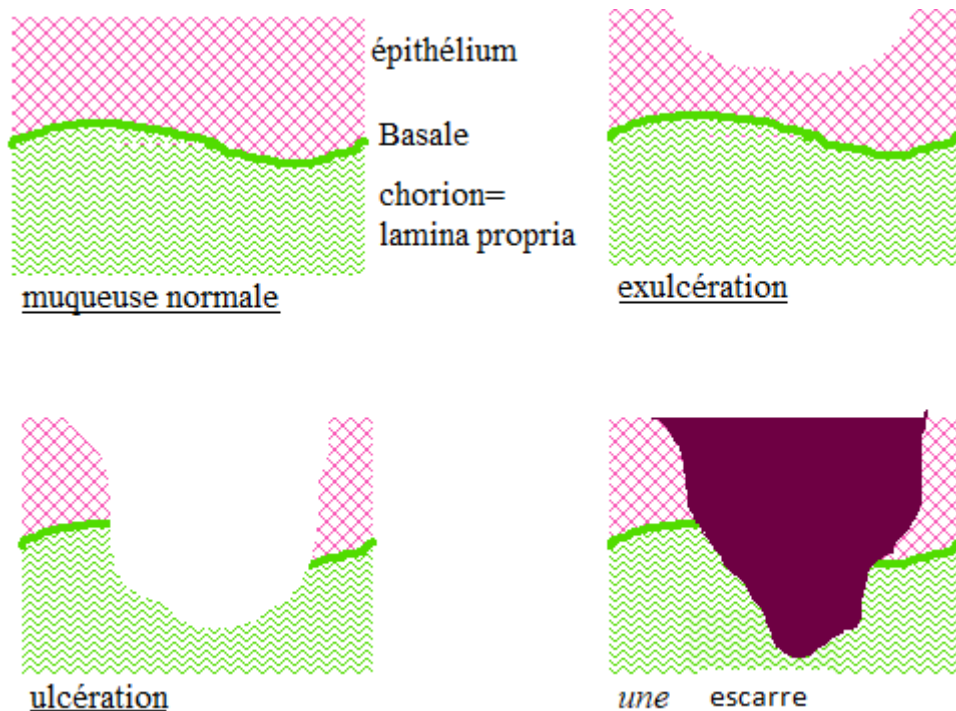 épithélium
Basale
chorion=
lamina propria
muqueuse normale
exulcération
ulcération
une escarre